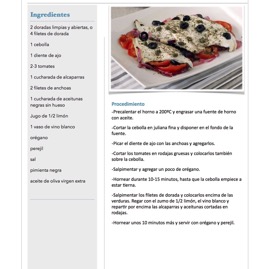 Ingredientes
2 doradas limpias y abiertas, o
4 filetes de dorada
1 cebolla
1 diente de ajo
2-3 tomates
1 cucharada de alcaparras
2 filetes de anchoas
1 cucharada de aceitunas
negras sin hueso
Jugo de 1/2 limón
1 vaso de vino blanco
orégano
perejil
sal
pimienta negra
aceite de oliva virgen extra
Procedimiento
-Precalentar el horno a 200ºC y engrasar una fuente de horno
con aceite.
-Cortar la cebolla en juliana fina y disponer en el fondo de la
fuente.
-Picar el diente de ajo con las anchoas y agregarlos.
-Cortar los tomates en rodajas gruesas y colocarlos también
sobre la cebolla.
-Salpimentar y agregar un poco de orégano.
-Hornear durante 10-15 minutos, hasta que la cebolla empiece a
estar tierna.
-Salpimentar los filetes de dorada y colocarlos encima de las
verduras. Regar con el zumo de 1/2 limón, el vino blanco y
repartir por encima las alcaparras y aceitunas cortadas en
rodajas.
-Hornear unos 10 minutos más y servir con orégano y perejil.